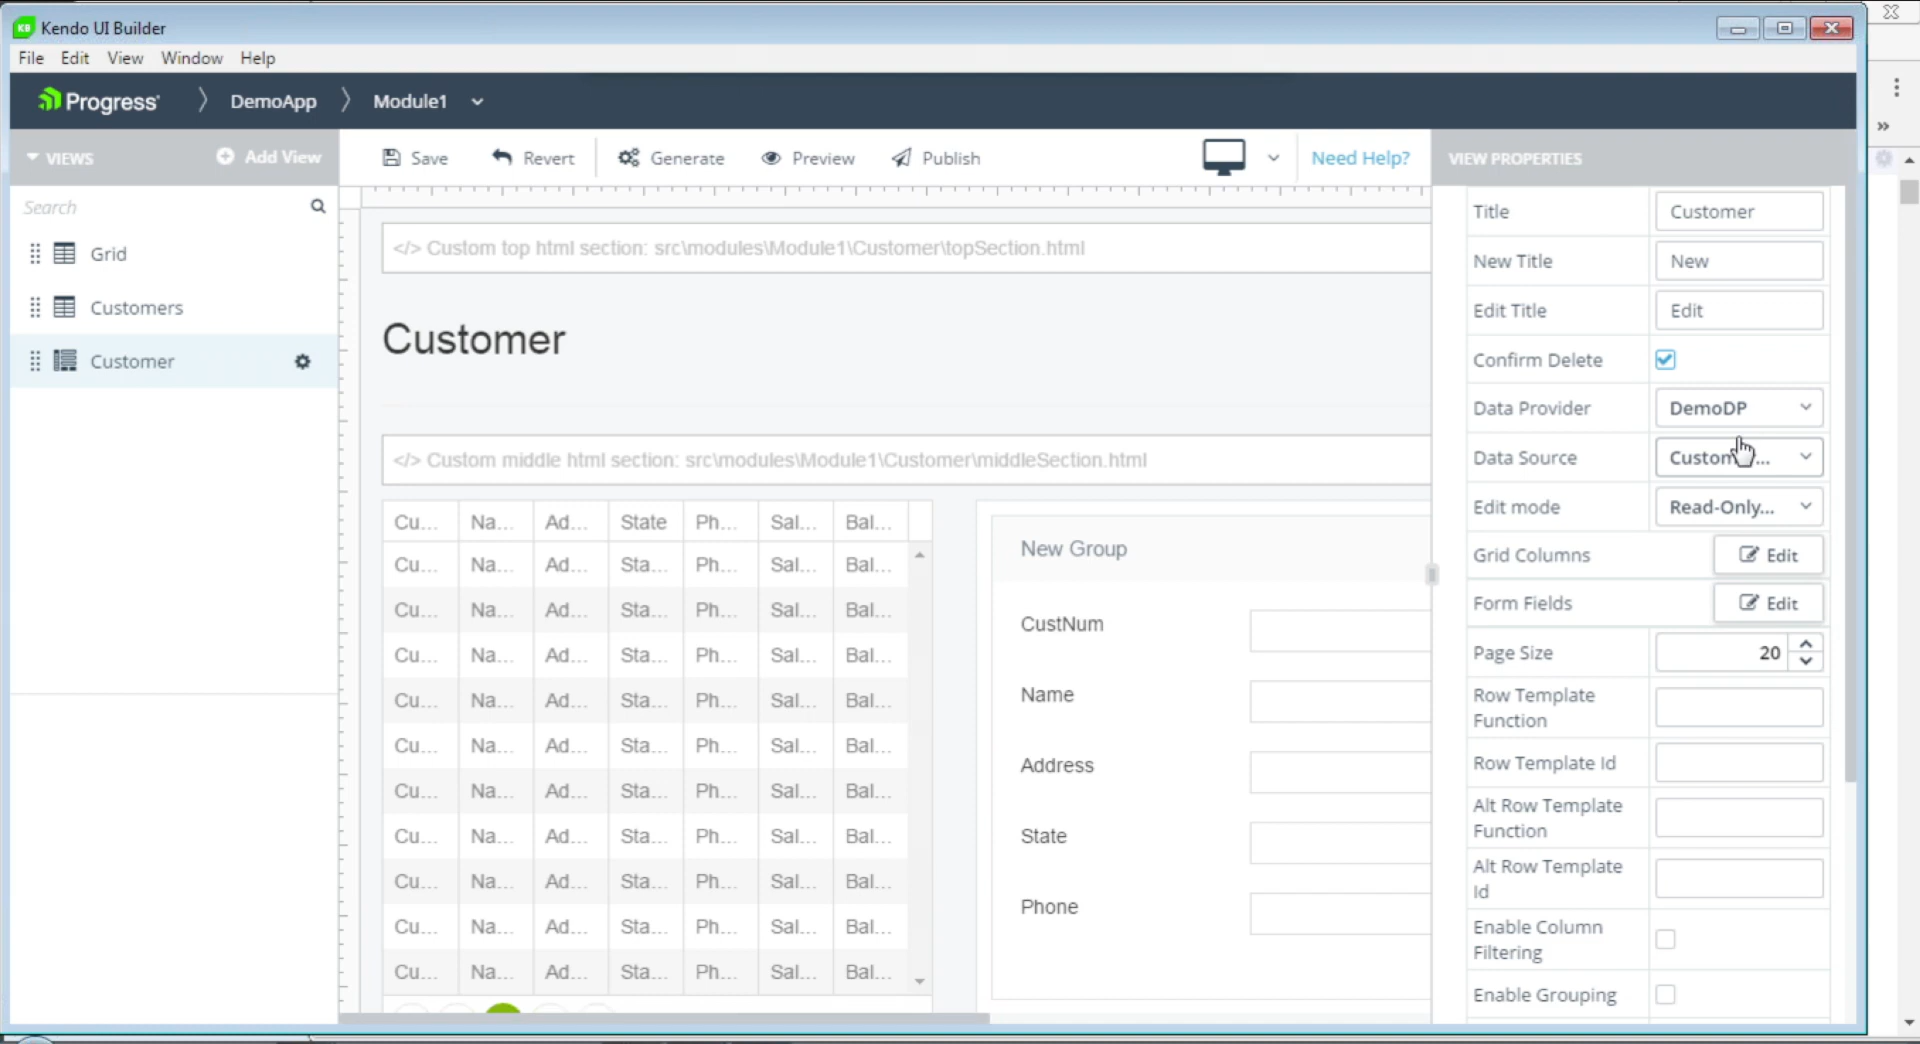 Kendo UI Builder
File Edit View Window Help
Progress DemoApp Module1
VIEWS Add View
Save Revert Generate Preview Publish Need Help?
VIEW PROPERTIES
Search
Grid
Customers
Customer
</> Custom top html section: src\modules\Module1\Customer\topSection.html
Customer
</> Custom middle html section: src\modules\Module1\Customer\middleSection.html
Cu... Na... Ad... State Ph... Sal... Bal...
Cu... Na... Ad... Sta... Ph... Sal... Bal...
Cu... Na... Ad... Sta... Ph... Sal... Bal...
Cu... Na... Ad... Sta... Ph... Sal... Bal...
Cu... Na... Ad... Sta... Ph... Sal... Bal...
Cu... Na... Ad... Sta... Ph... Sal... Bal...
Cu... Na... Ad... Sta... Ph... Sal... Bal...
Cu... Na... Ad... Sta... Ph... Sal... Bal...
Cu... Na... Ad... Sta... Ph... Sal... Bal...
Cu... Na... Ad... Sta... Ph... Sal... Bal...
Cu... Na... Ad... Sta... Ph... Sal... Bal...
New Group
CustNum
Name
Address
State
Phone
Title Customer
New Title New
Edit Title Edit
Confirm Delete
Data Provider DemoDP
Data Source
Edit mode Read-Only...
Grid Columns Edit
Form Fields Edit
Page Size 20
Row Template
Function
Row Template Id
Alt Row Template
Function
Alt Row Template
Id
Enable Column
Filtering
Enable Grouping